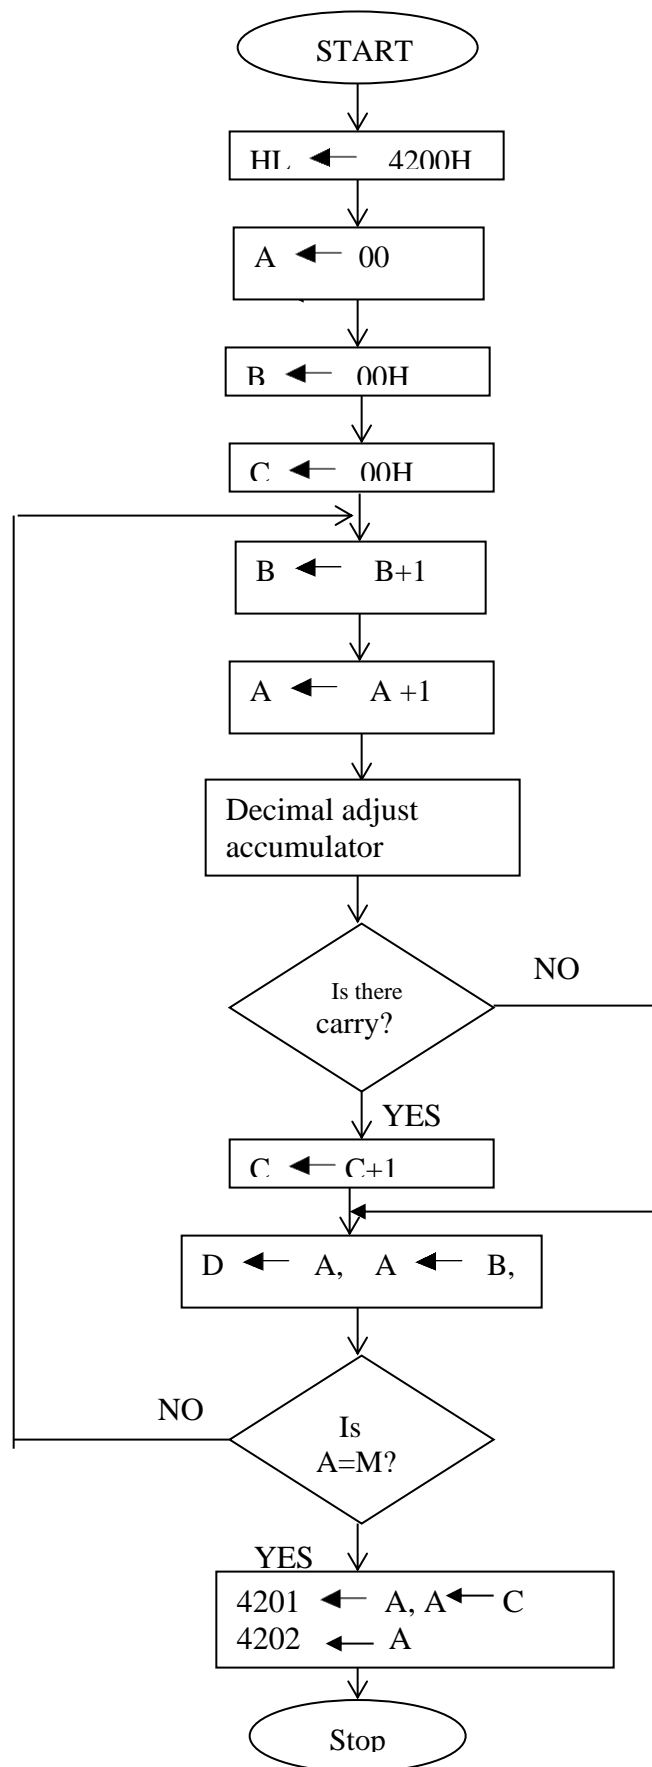 START
HL 4200H
A 00
B 00H
C 00H
B B+1
A A +1
Decimal adjust
accumulator
Is there
carry?
NO
YES
C C+1
D A, A B,
NO
Is
A=M?
YES
4201 A, A C
4202 A
Stop